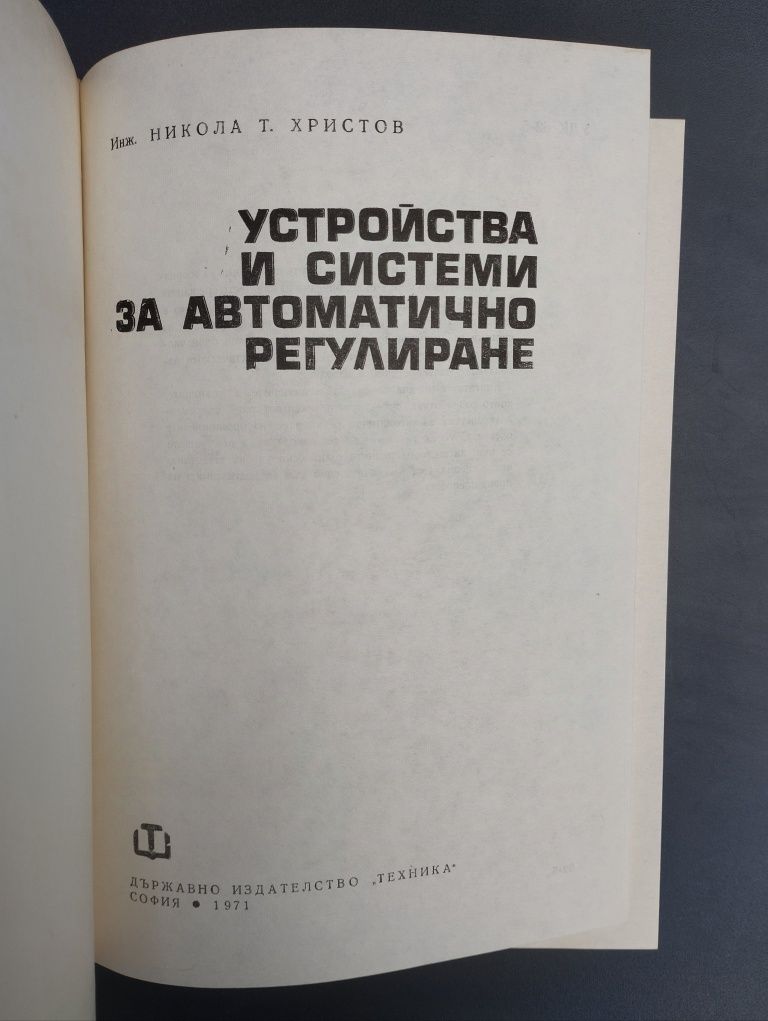 Инж. НИКОЛА Т. ХРИСТОВ
УСТРОЙСТВА
И СИСТЕМИ
ЗА АВТОМАТИЧНО
РЕГУЛИРАНЕ
Т
ДЪРЖАВНО ИЗДАТЕЛСТВО „ТЕХНИКА“
СОФИЯ ● 1971